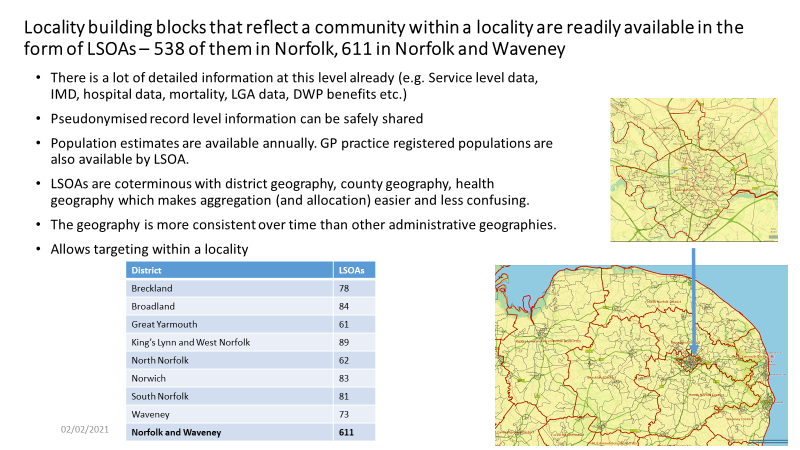 Locality building blocks that reflect a community within a locality are readily available in the
form of LSOAs – 538 of them in Norfolk, 611 in Norfolk and Waveney
• There is a lot of detailed information at this level already (e.g. Service level data,
IMD, hospital data, mortality, LGA data, DWP benefits etc.)
• Pseudonymised record level information can be safely shared
• Population estimates are available annually. GP practice registered populations are
also available by LSOA.
• LSOAs are coterminous with district geography, county geography, health
geography which makes aggregation (and allocation) easier and less confusing.
• The geography is more consistent over time than other administrative geographies.
• Allows targeting within a locality
District LSOAs
Breckland 78
Broadland 84
Great Yarmouth 61
King's Lynn and West Norfolk 89
North Norfolk 62
Norwich 83
South Norfolk 81
Waveney 73
Norfolk and Waveney 611
02/02/2021